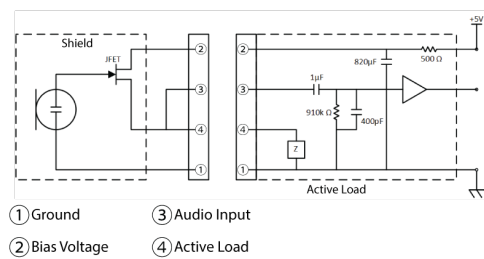 +5V
Shield
JFET
② ②
500 Ω
820µF
1µF
③ ③
910k Ω
400pF
④ ④
Z
① ①
Active Load
① Ground ③ Audio Input
② Bias Voltage ④ Active Load